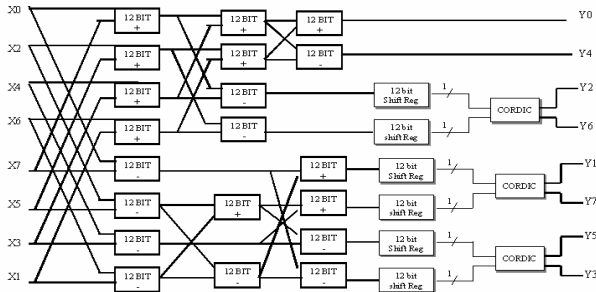 X0
12 BIT
+
12 BIT
+
12 BIT
+
Y0
X2
12 BIT
+
12 BIT
+
12 BIT
-
Y4
X4
12 BIT
+
12 BIT
-
12 bit
Shift Reg
1
CORDIC
Y2
X6
12 BIT
+
12 BIT
-
12 bit
shift Reg
1
Y6
X7
12 BIT
-
12 BIT
+
12 bit
Shift Reg
1
CORDIC
Y1
X5
12 BIT
-
12 BIT
+
12 BIT
+
12 bit
shift Reg
1
Y7
X3
12 BIT
-
12 BIT
-
12 bit
Shift Reg
1
CORDIC
Y5
X1
12 BIT
-
12 BIT
-
12 BIT
-
12 bit
shift Reg
1
Y3